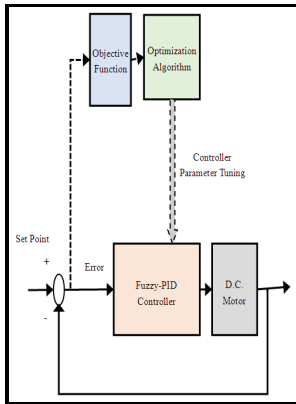 Objective
Function
Optimization
Algorithm
Controller
Parameter Tuning
Set Point
+
Error
-
Fuzzy-PID
Controller
D.C.
Motor